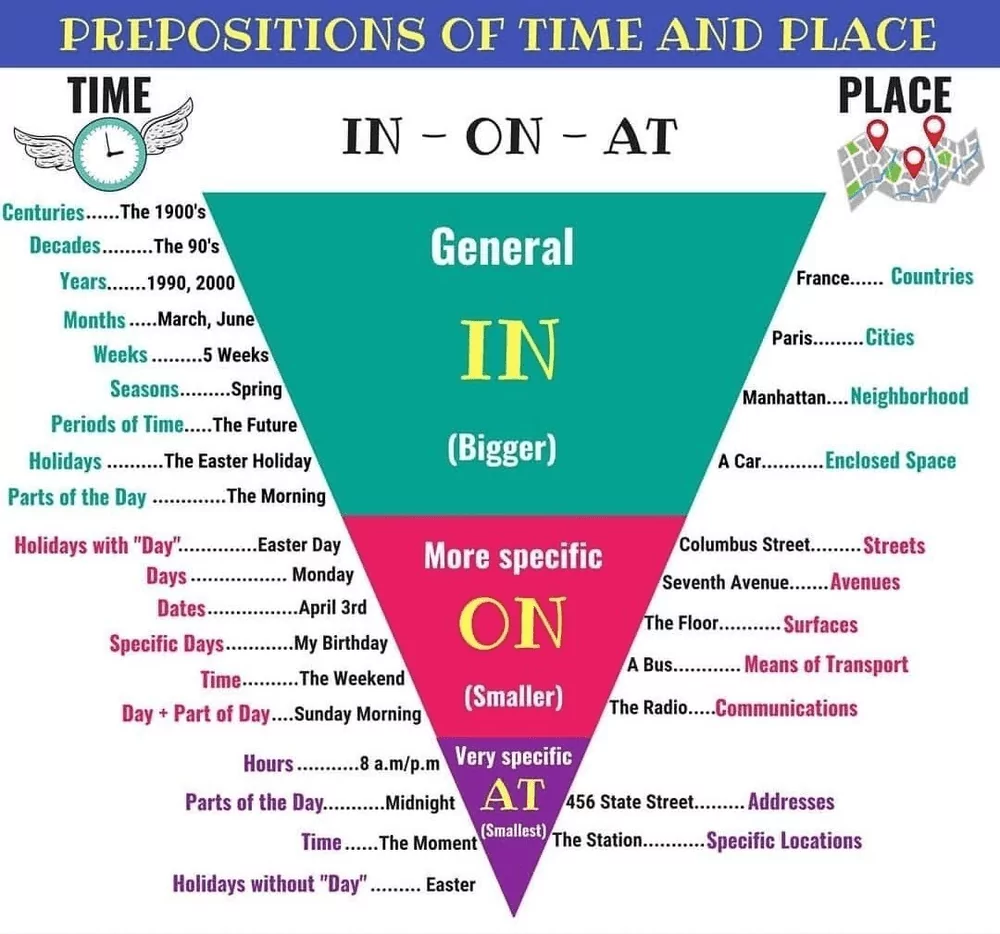 PREPOSITIONS OF TIME AND PLACE
TIME
PLACE
IN - ON - AT
Centuries......The 1900's
Decades.........The 90's
Years.......1990, 2000
Months .....March, June
Weeks .........5 Weeks
Seasons.........Spring
Periods of Time.....The Future
Holidays ..........The Easter Holiday
Parts of the Day .............The Morning
General
IN
(Bigger)
France...... Countries
Paris.........Cities
Manhattan....Neighborhood
A Car...........Enclosed Space
Holidays with "Day"..............Easter Day
Days ................. Monday
Dates................April 3rd
Specific Days............My Birthday
Time..........The Weekend
Day + Part of Day....Sunday Morning
More specific
ON
(Smaller)
Columbus Street.........Streets
Seventh Avenue.......Avenues
The Floor...........Surfaces
A Bus............ Means of Transport
The Radio.....Communications
Hours ...........8 a.m/p.m
Parts of the Day...........Midnight
Time ......The Moment
Holidays without "Day" ......... Easter
Very specific
AT
(Smallest)
456 State Street......... Addresses
The Station...........Specific Locations